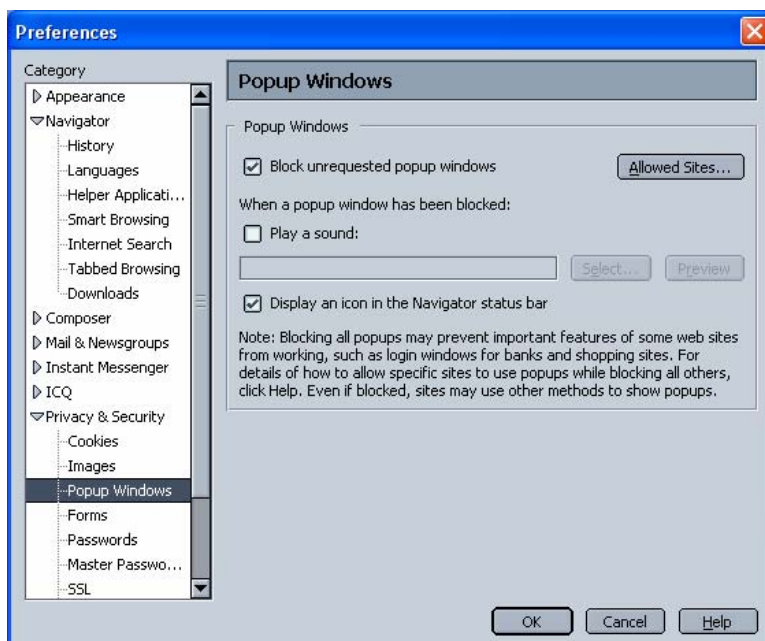 Preferences
Category
Appearance
Navigator
History
Languages
Helper Applicati...
Smart Browsing
Internet Search
Tabbed Browsing
Downloads
Composer
Mail & Newsgroups
Instant Messenger
ICQ
Privacy & Security
Cookies
Images
Popup Windows
Forms
Passwords
Master Passwo...
SSL
Popup Windows
Popup Windows
Block unrequested popup windows
Allowed Sites...
When a popup window has been blocked:
Play a sound:
Select...
Preview
Display an icon in the Navigator status bar
Note: Blocking all popups may prevent important features of some web sites
from working, such as login windows for banks and shopping sites. For
details of how to allow specific sites to use popups while blocking all others,
click Help. Even if blocked, sites may use other methods to show popups.
OK
Cancel
Help